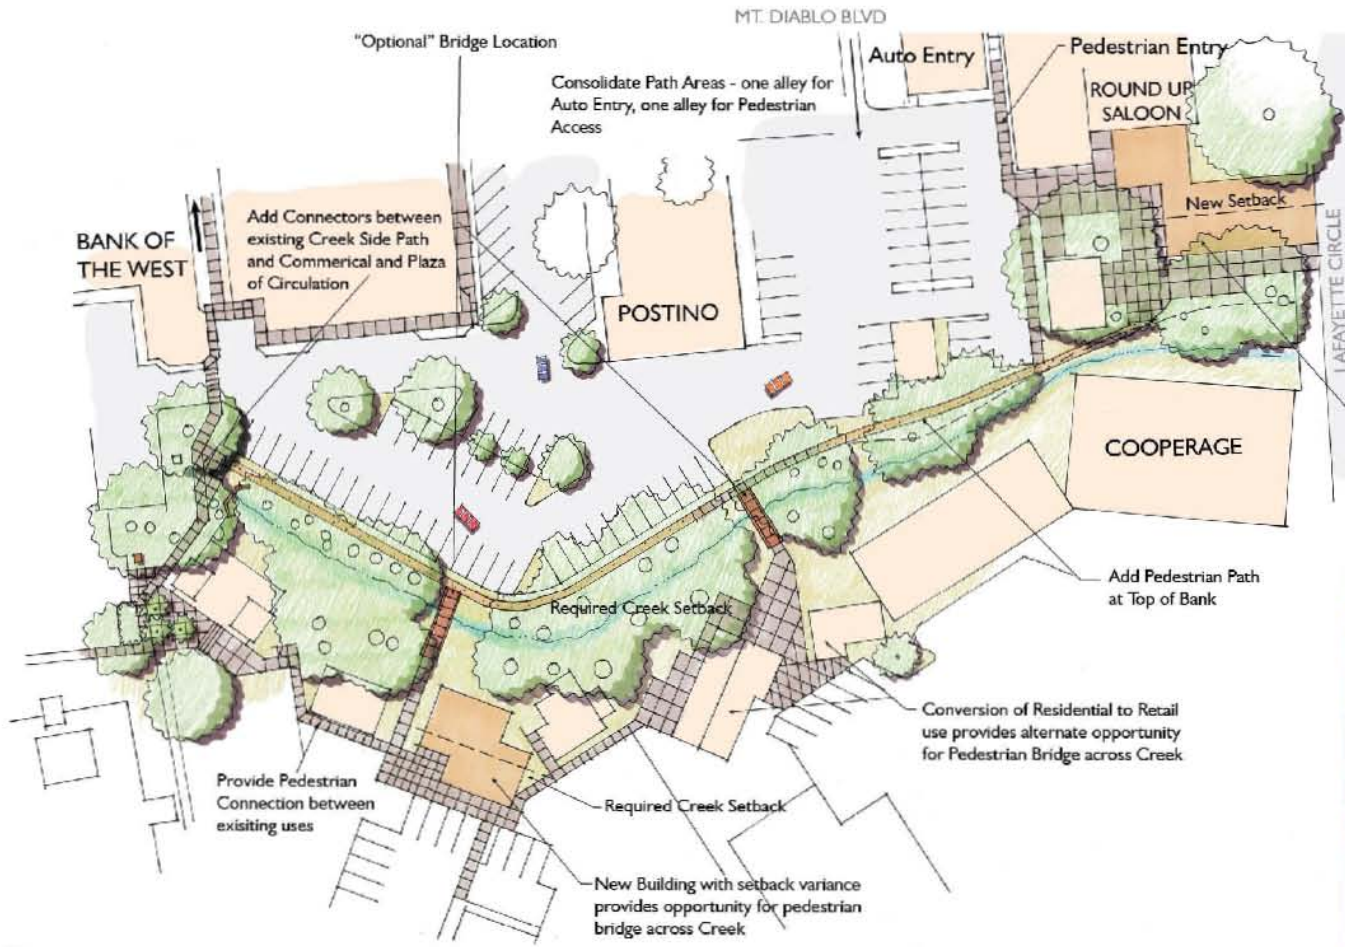 MT. DIABLO BLVD
"Optional" Bridge Location
Auto Entry
Pedestrian Entry
Consolidate Path Areas - one alley for
Auto Entry, one alley for Pedestrian
Access
ROUND UP
SALOON
New Setback
LAFAYETTE CIRCLE
BANK OF
THE WEST
Add Connectors between
existing Creek Side Path
and Commerical and Plaza
of Circulation
POSTINO
COOPERAGE
Add Pedestrian Path
at Top of Bank
Required Creek Setback
Conversion of Residential to Retail
use provides alternate opportunity
for Pedestrian Bridge across Creek
Provide Pedestrian
Connection between
exisiting uses
Required Creek Setback
New Building with setback variance
provides opportunity for pedestrian
bridge across Creek